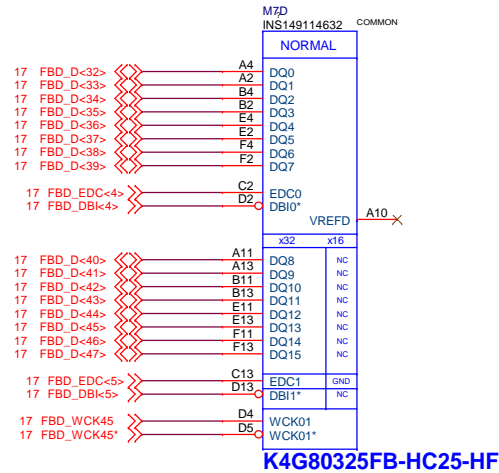 M7D
INS149114632 COMMON
NORMAL
17 FBD_D<32> A4 DQ0
17 FBD_D<33> A2 DQ1
17 FBD_D<34> B4 DQ2
17 FBD_D<35> B2 DQ3
17 FBD_D<36> E4 DQ4
17 FBD_D<37> E2 DQ5
17 FBD_D<38> F4 DQ6
17 FBD_D<39> F2 DQ7
17 FBD_EDC<4> C2 EDC0
17 FBD_DBI<4> D2 DBI0*
VREFD A10
x32 x16
17 FBD_D<40> A11 DQ8 NC
17 FBD_D<41> A13 DQ9 NC
17 FBD_D<42> B11 DQ10 NC
17 FBD_D<43> B13 DQ11 NC
17 FBD_D<44> E11 DQ12 NC
17 FBD_D<45> E13 DQ13 NC
17 FBD_D<46> F11 DQ14 NC
17 FBD_D<47> F13 DQ15 NC
17 FBD_EDC<5> C13 EDC1 GND
17 FBD_DBI<5> D13 DBI1* NC
17 FBD_WCK45 D4 WCK01
17 FBD_WCK45* D5 WCK01*
K4G80325FB-HC25-HF